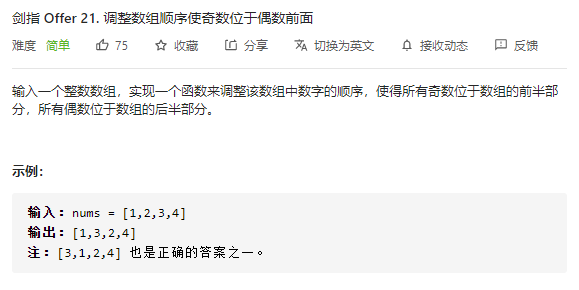 剑指 Offer 21. 调整数组顺序使奇数位于偶数前面
难度 简单 75 收藏 分享 切换为英文 接收动态 反馈
输入一个整数数组，实现一个函数来调整该数组中数字的顺序，使得所有奇数位于数组的前半部
分，所有偶数位于数组的后半部分。
示例：
输入：nums = [1,2,3,4]
输出：[1,3,2,4]
注：[3,1,2,4] 也是正确的答案之一。